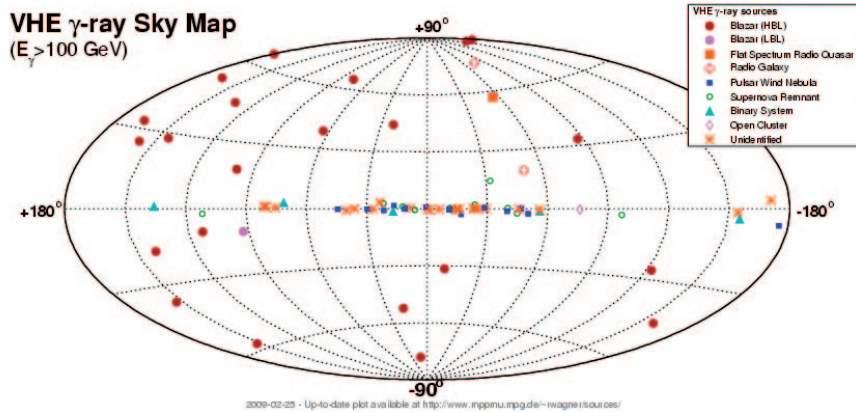 VHE γ-ray Sky Map
(Eγ>100 GeV)
+90°
+180°
-180°
-90°
VHE γ-ray sources
Blazar (HBL)
Blazar (LBL)
Flat Spectrum Radio Quasar
Radio Galaxy
Pulsar Wind Nebula
Supernova Remnant
Binary System
Open Cluster
Unidentified
2009-02-25 - Up-to-date plot available at http://www.mppmu.mpg.de/~rwagner/sources/